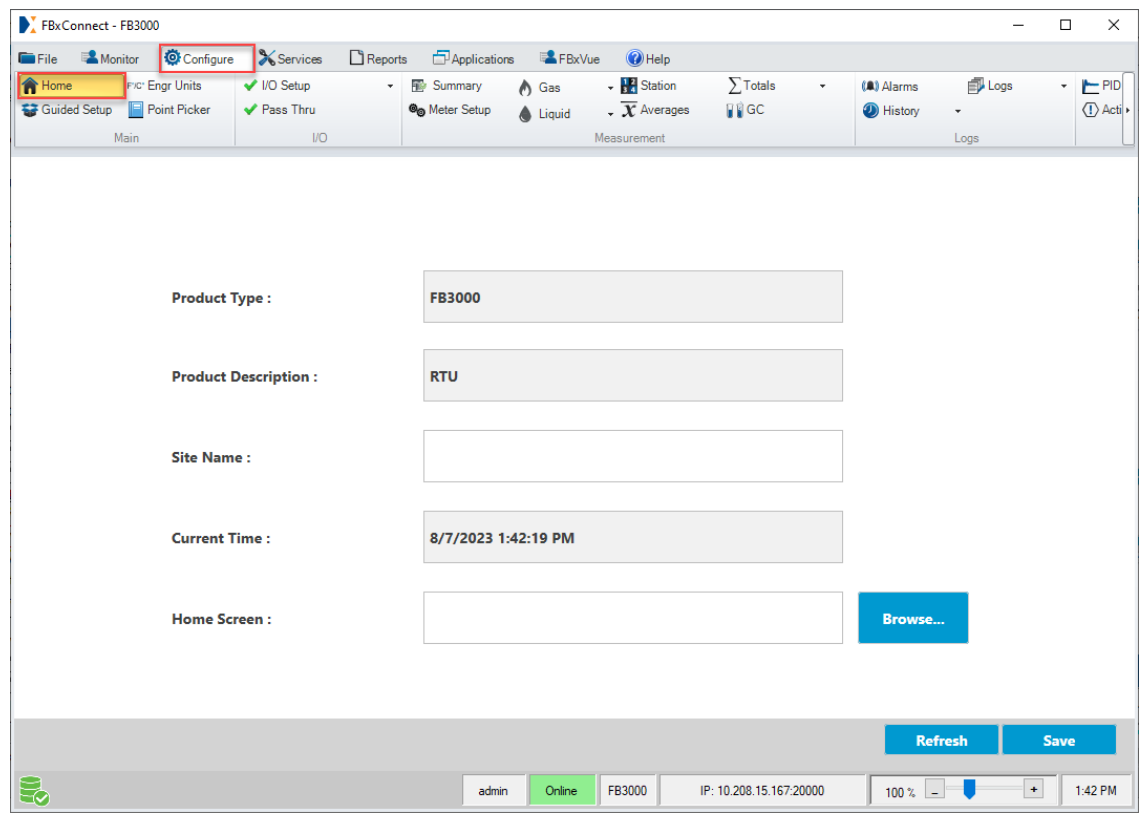 FBxConnect - FB3000
File Monitor Configure Services Reports Applications FBxVue Help
Home Engr Units I/O Setup Summary Gas Station Totals Alarms Logs PID
Guided Setup Point Picker Pass Thru Meter Setup Liquid X Averages GC History Acti
Main I/O Measurement Logs
Product Type : FB3000
Product Description : RTU
Site Name :
Current Time : 8/7/2023 1:42:19 PM
Home Screen : Browse...
Refresh Save
admin Online FB3000 IP: 10.208.15.167:20000 100 % - + 1:42 PM